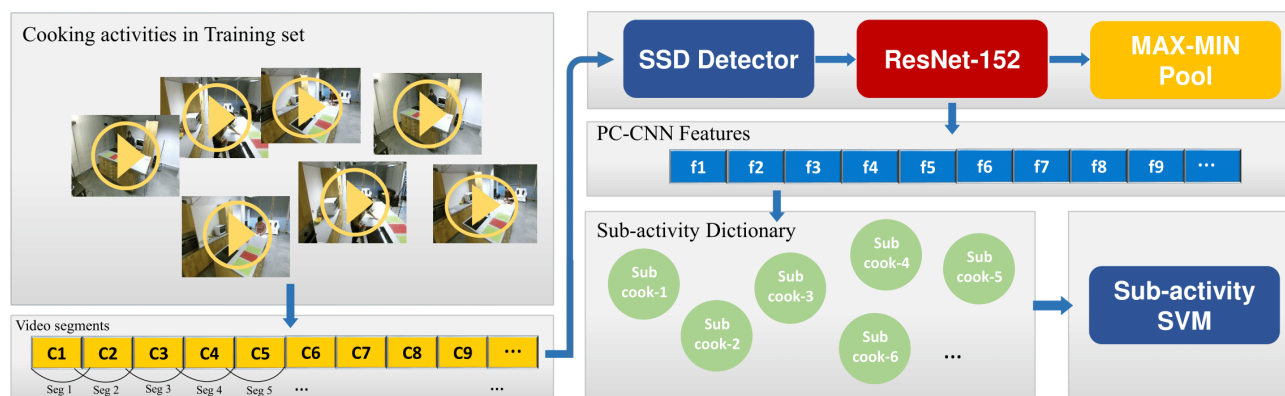 Cooking activities in Training set
Video segments
C1 C2 C3 C4 C5 C6 C7 C8 C9 ...
Seg 1 Seg 2 Seg 3 Seg 4 Seg 5 ... ...
SSD Detector
ResNet-152
MAX-MIN
Pool
PC-CNN Features
f1 f2 f3 f4 f5 f6 f7 f8 f9 ...
Sub-activity Dictionary
Sub
cook-1
Sub
cook-2
Sub
cook-3
Sub
cook-4
Sub
cook-5
Sub
cook-6
...
Sub-activity
SVM